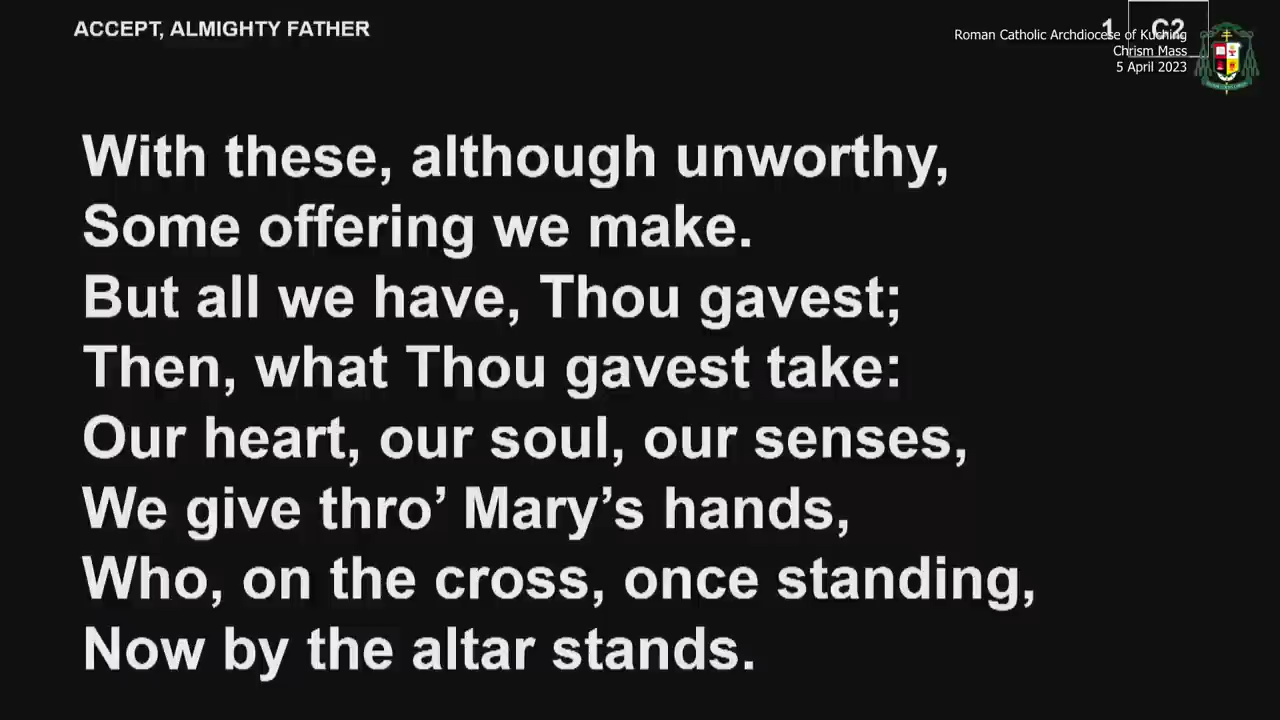 ACCEPT, ALMIGHTY FATHER
1 C2
Roman Catholic Archdiocese of Kuching
Chrism Mass
5 April 2023
With these, although unworthy,
Some offering we make.
But all we have, Thou gavest;
Then, what Thou gavest take:
Our heart, our soul, our senses,
We give thro’ Mary’s hands,
Who, on the cross, once standing,
Now by the altar stands.